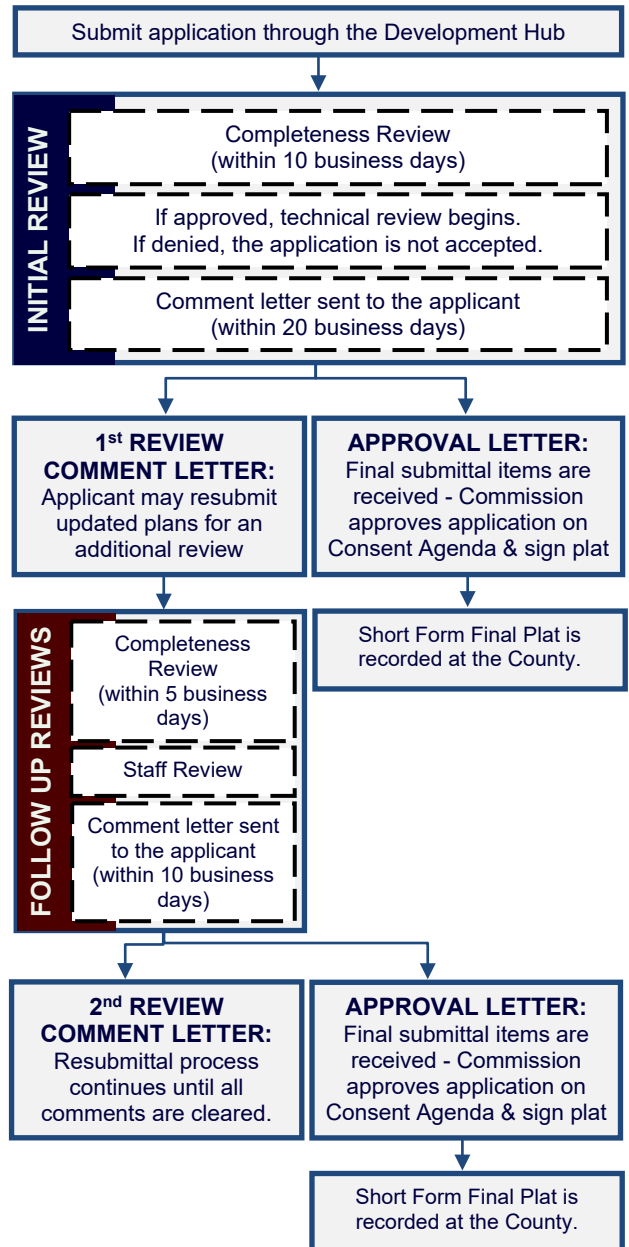 Submit application through the Development Hub
INITIAL REVIEW
Completeness Review
(within 10 business days)
If approved, technical review begins.
If denied, the application is not accepted.
Comment letter sent to the applicant
(within 20 business days)
1st REVIEW
COMMENT LETTER:
Applicant may resubmit
updated plans for an
additional review
APPROVAL LETTER:
Final submittal items are
received - Commission
approves application on
Consent Agenda & sign plat
Short Form Final Plat is
recorded at the County.
FOLLOW UP REVIEWS
Completeness
Review
(within 5 business
days)
Staff Review
Comment letter sent
to the applicant
(within 10 business
days)
2nd REVIEW
COMMENT LETTER:
Resubmittal process
continues until all
comments are cleared.
APPROVAL LETTER:
Final submittal items are
received - Commission
approves application on
Consent Agenda & sign plat
Short Form Final Plat is
recorded at the County.